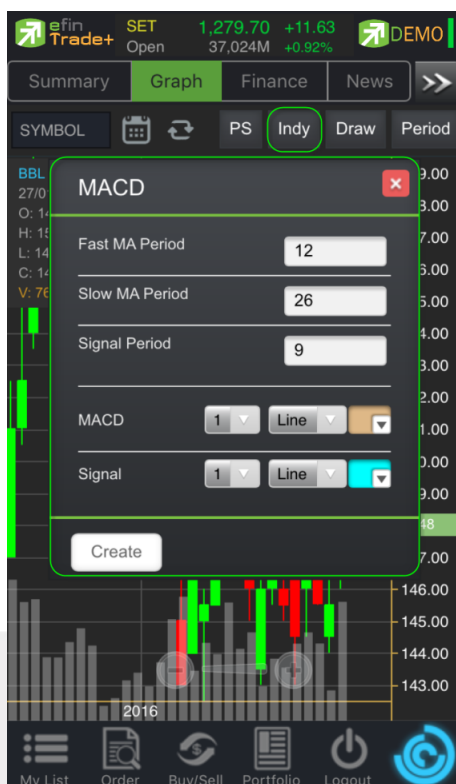 efin Trade+ SET 1,279.70 +11.63 DEMO
Open 37,024M +0.92%
Summary Graph Finance News
SYMBOL PS Indy Draw Period
BBL
MACD
Fast MA Period 12
Slow MA Period 26
Signal Period 9
MACD 1 Line
Signal 1 Line
Create
146.00
145.00
144.00
143.00
2016
My List Order Buy/Sell Portfolio Logout